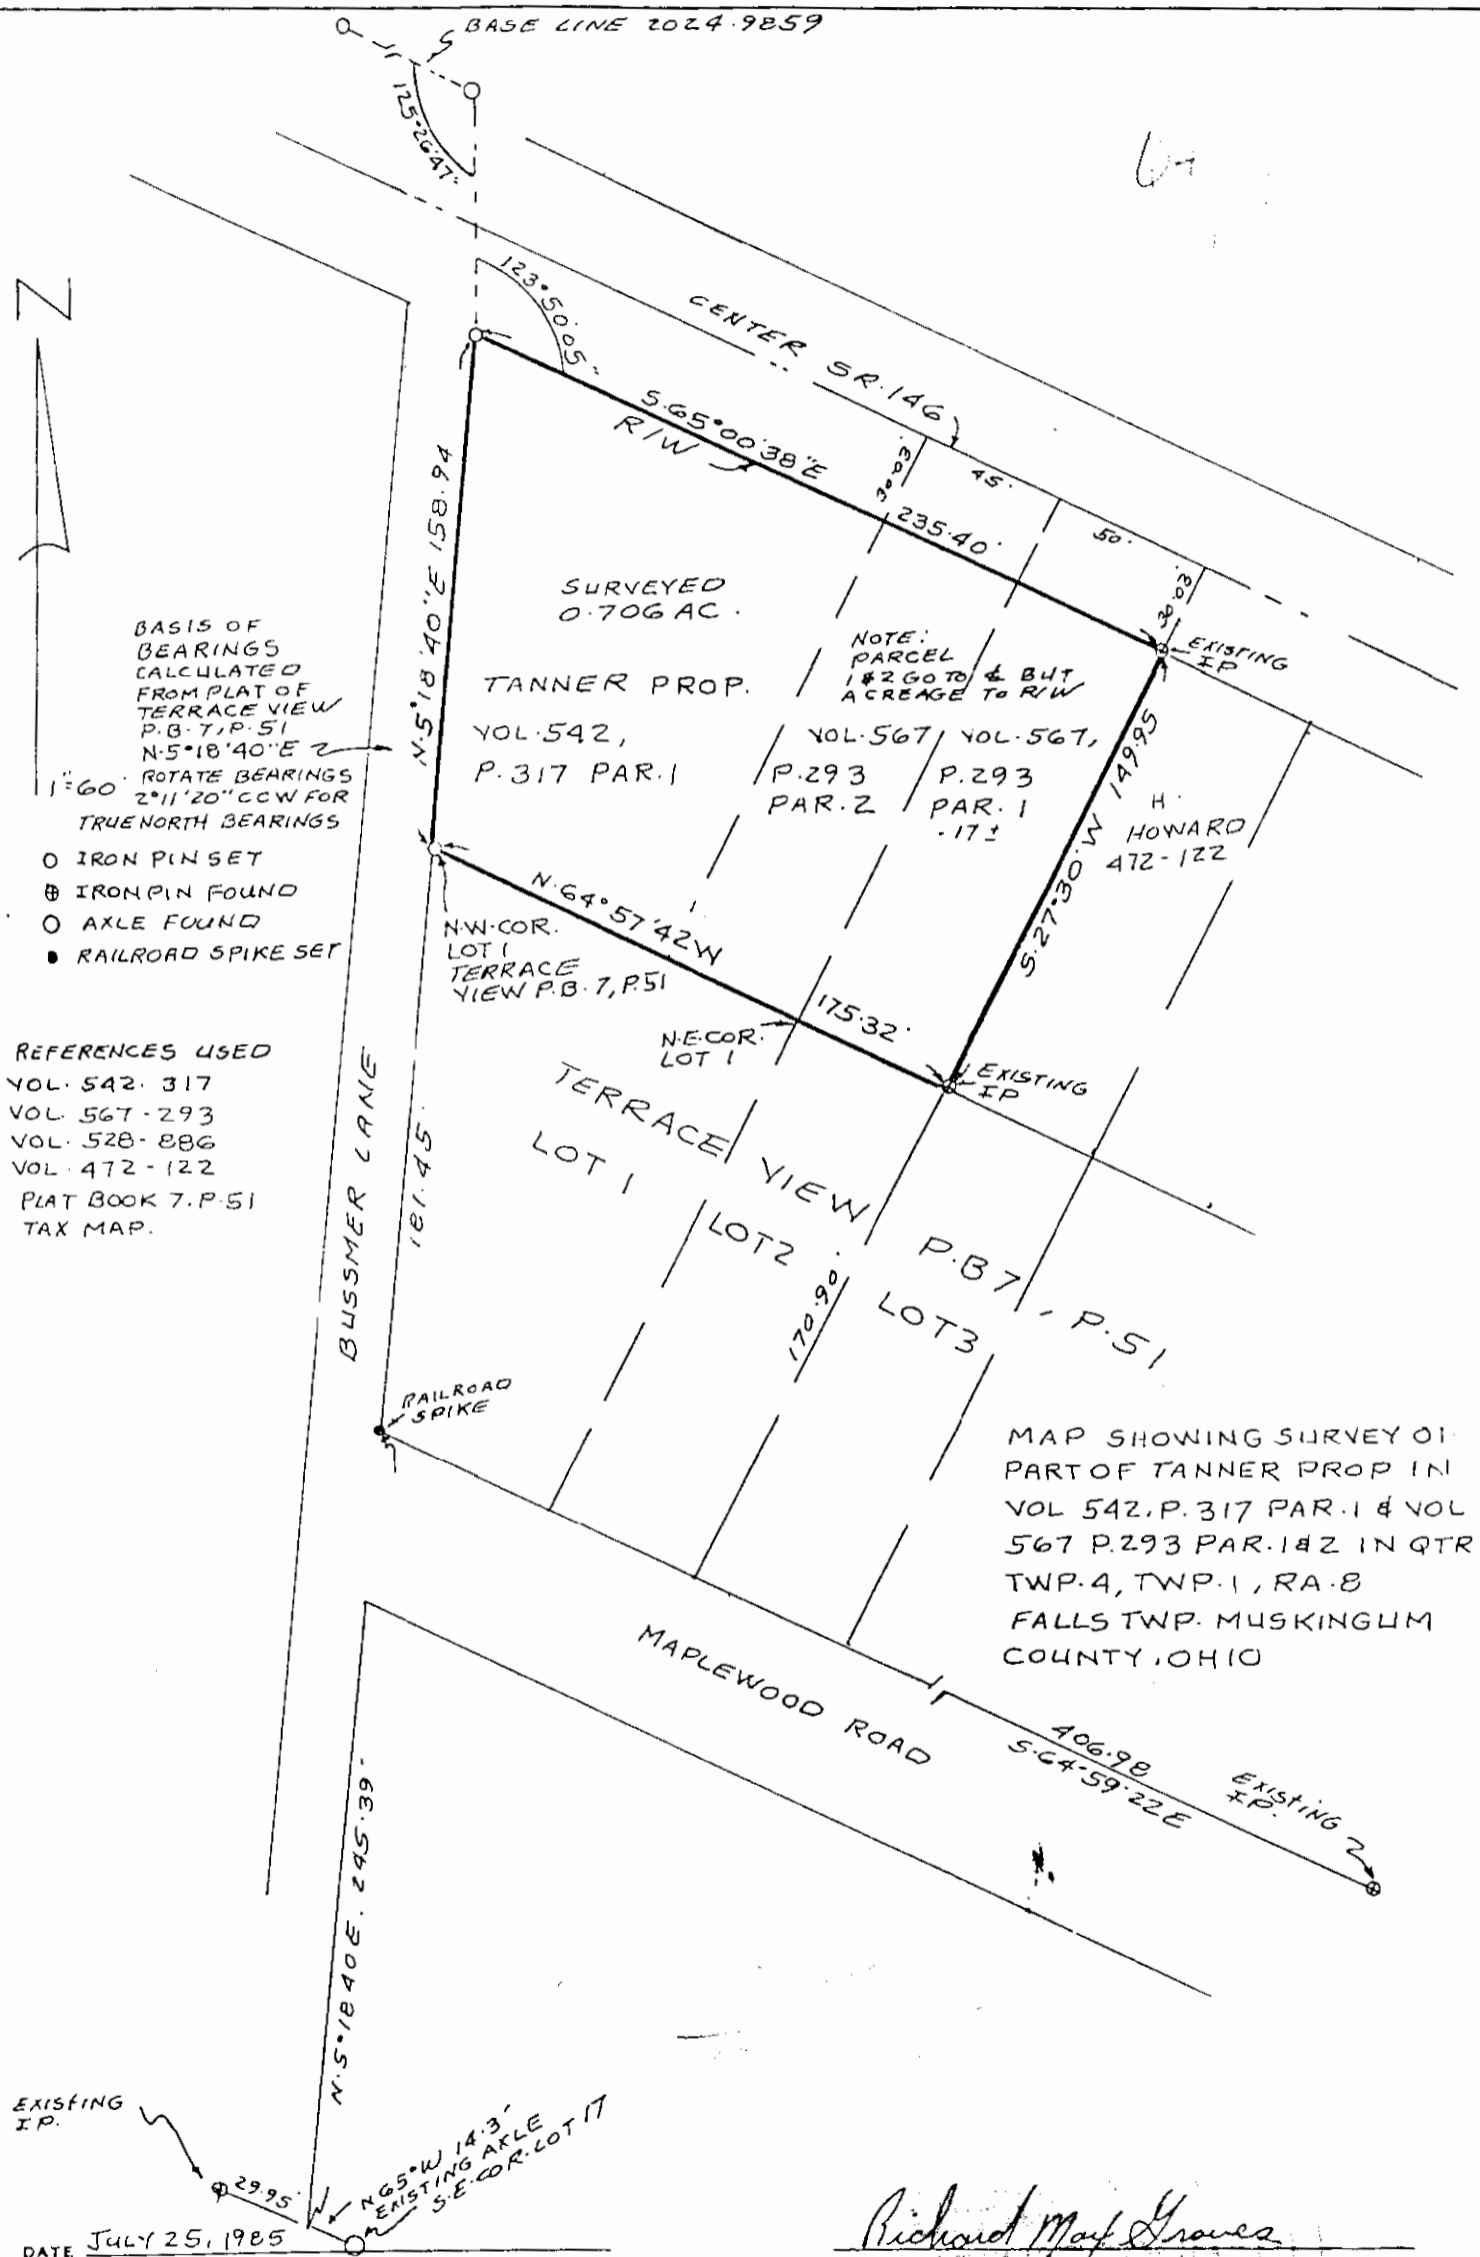 BASE LINE 2024.9859
125°26'47"
123°50'05"
CENTER SR.146
N
S.65°00'38"E
R/W
235.40'
30.03'
45.
50.
30.03'
EXISTING
I.P.
N.5°18'40"E 158.94
SURVEYED
0.706 AC.
TANNER PROP.
VOL.542,
P.317 PAR.1
NOTE:
PARCEL
1 & 2 GO TO ℄ BUT
ACREAGE TO R/W
VOL.567
P.293
PAR.2
VOL.567,
P.293
PAR.1
.17±
S.27°30'W 149.95
H.
HOWARD
472-122
BASIS OF
BEARINGS
CALCULATED
FROM PLAT OF
TERRACE VIEW
P.B.7, P.51
N.5°18'40"E
ROTATE BEARINGS
2°11'20" CCW FOR
TRUE NORTH BEARINGS
1"=60'
O IRON PIN SET
⊕ IRON PIN FOUND
O AXLE FOUND
● RAILROAD SPIKE SET
N.64°57'42W
175.32'
N.W.COR.
LOT 1
TERRACE
VIEW P.B.7, P.51
N.E.COR.
LOT 1
EXISTING
I.P
REFERENCES USED
VOL. 542. 317
VOL. 567-293
VOL. 528-886
VOL. 472-122
PLAT BOOK 7. P.51
TAX MAP.
BUSSMER LANE
181.45'
TERRACE VIEW P.B 7, P.51
LOT 1
LOT2
LOT3
170.90'
RAILROAD
SPIKE
MAP SHOWING SURVEY OF
PART OF TANNER PROP IN
VOL 542, P.317 PAR.1 & VOL
567 P.293 PAR.1&2 IN QTR
TWP.4, TWP.1, RA.8
FALLS TWP. MUSKINGUM
COUNTY, OHIO
MAPLEWOOD ROAD
406.98
S.64°59'22E
EXISTING
I.P.
N.5°18'40E. 245.39'
EXISTING
I.P.
29.95'
N65°W 14.3'
EXISTING AXLE
S.E.COR.LOT 17
DATE JULY 25, 1985
Richard Max Graves